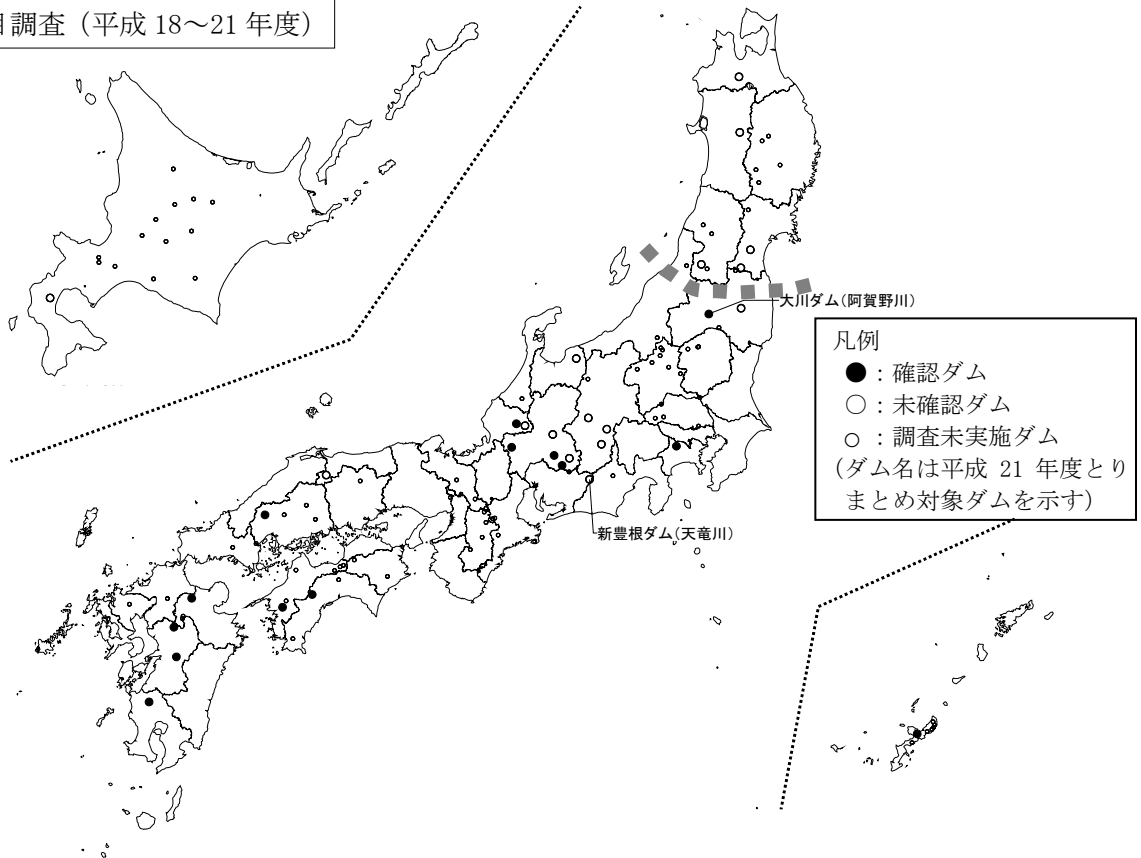 目調査（平成 18～21 年度）
大川ダム(阿賀野川)
凡例
●：確認ダム
○：未確認ダム
○：調査未実施ダム
（ダム名は平成 21 年度とり
まとめ対象ダムを示す）
新豊根ダム(天竜川)